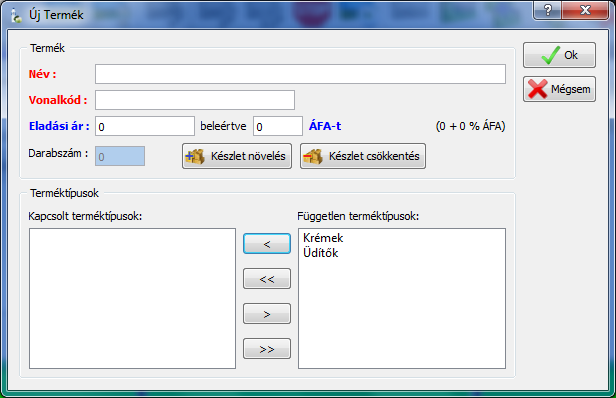 Új Termék
Termék
Név :
Vonalkód :
Eladási ár : 0 beleértve 0 ÁFA-t (0 + 0 % ÁFA)
Darabszám : 0 Készlet növelés Készlet csökkentés
Ok
Mégsem
Terméktípusok
Kapcsolt terméktípusok:
<
<<
>
>>
Független terméktípusok:
Krémek
Üdítők